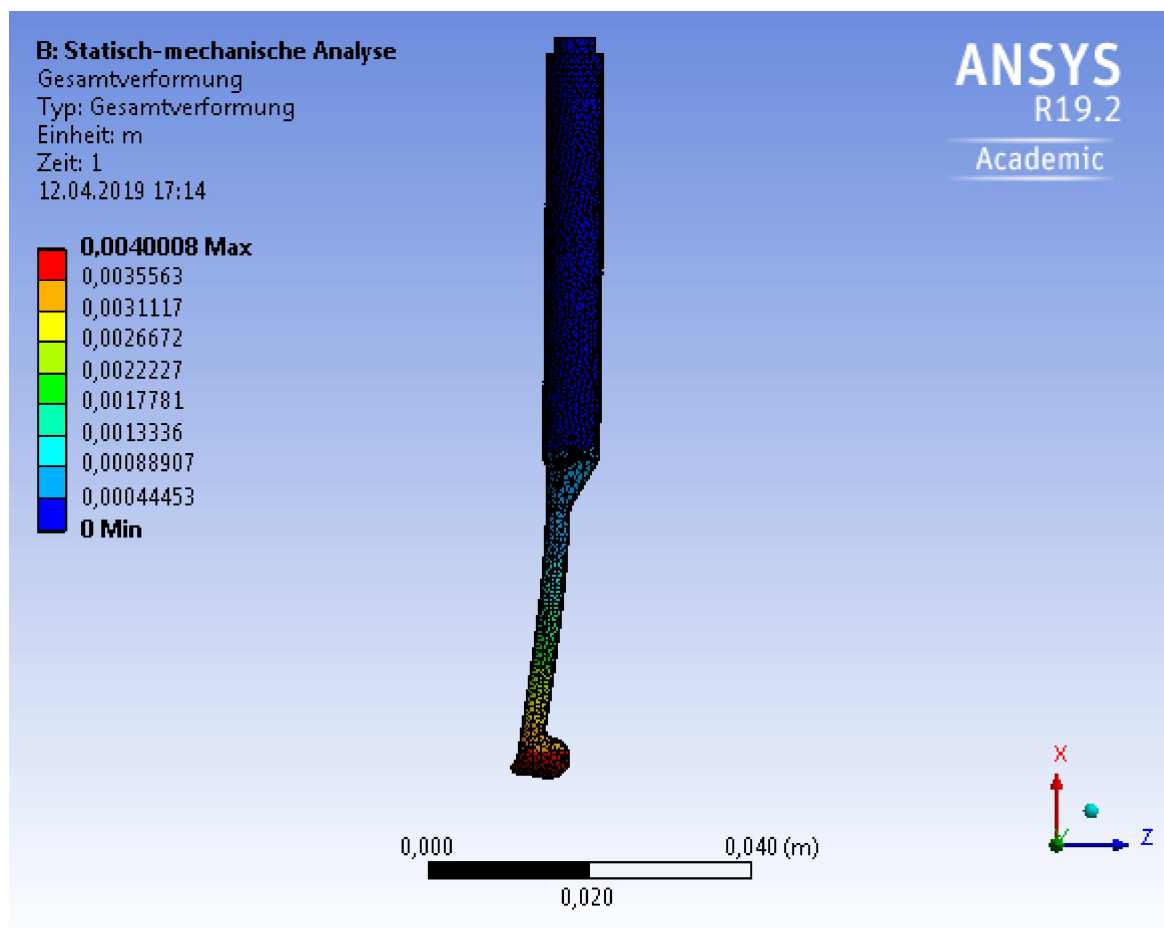 B: Statisch-mechanische Analyse
Gesamtverformung
Typ: Gesamtverformung
Einheit: m
Zeit: 1
12.04.2019 17:14
ANSYS
R19.2
Academic
0,0040008 Max
0,0035563
0,0031117
0,0026672
0,0022227
0,0017781
0,0013336
0,00088907
0,00044453
0 Min
0,000
0,040 (m)
0,020
X
Y
Z